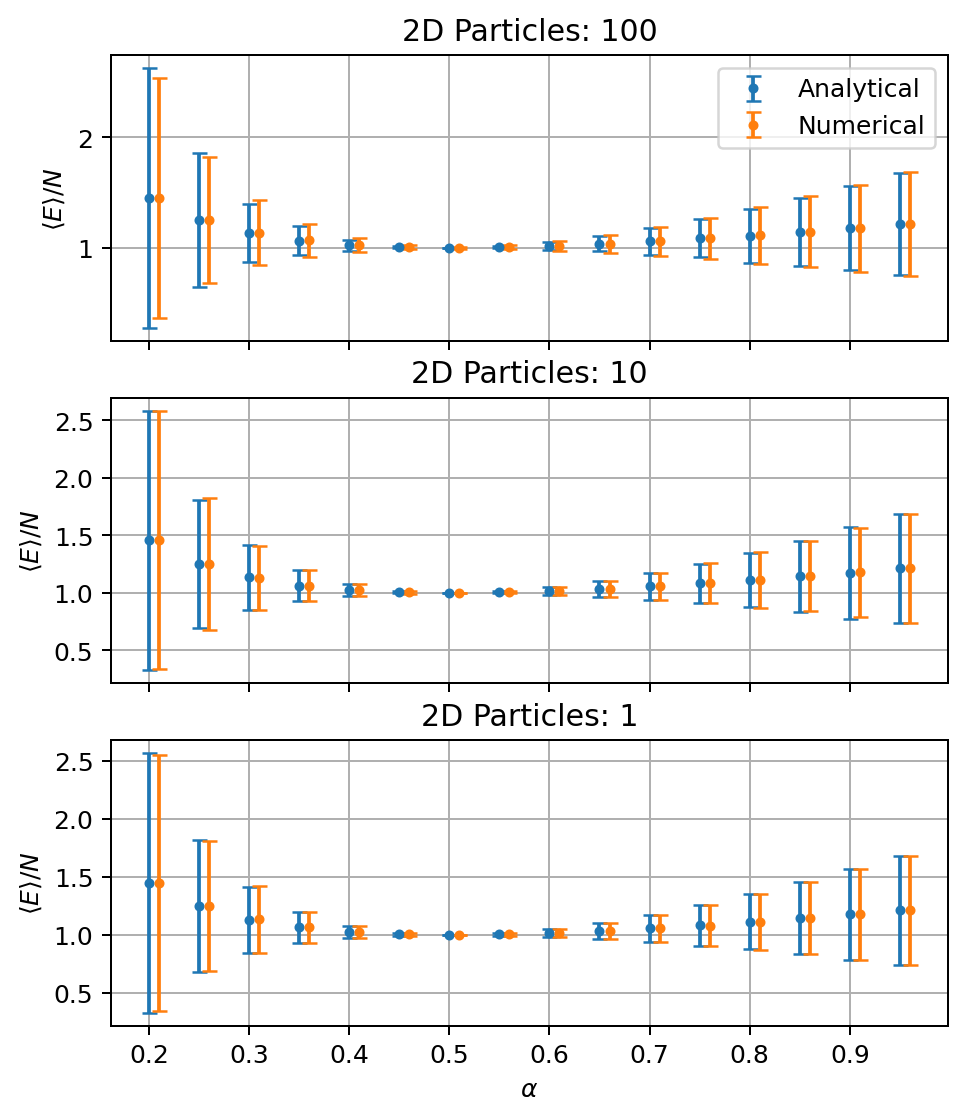 2D Particles: 100
Analytical
Numerical
2
1
⟨E⟩/N
2D Particles: 10
2.5
2.0
1.5
1.0
0.5
⟨E⟩/N
2D Particles: 1
2.5
2.0
1.5
1.0
0.5
⟨E⟩/N
0.2 0.3 0.4 0.5 0.6 0.7 0.8 0.9
α